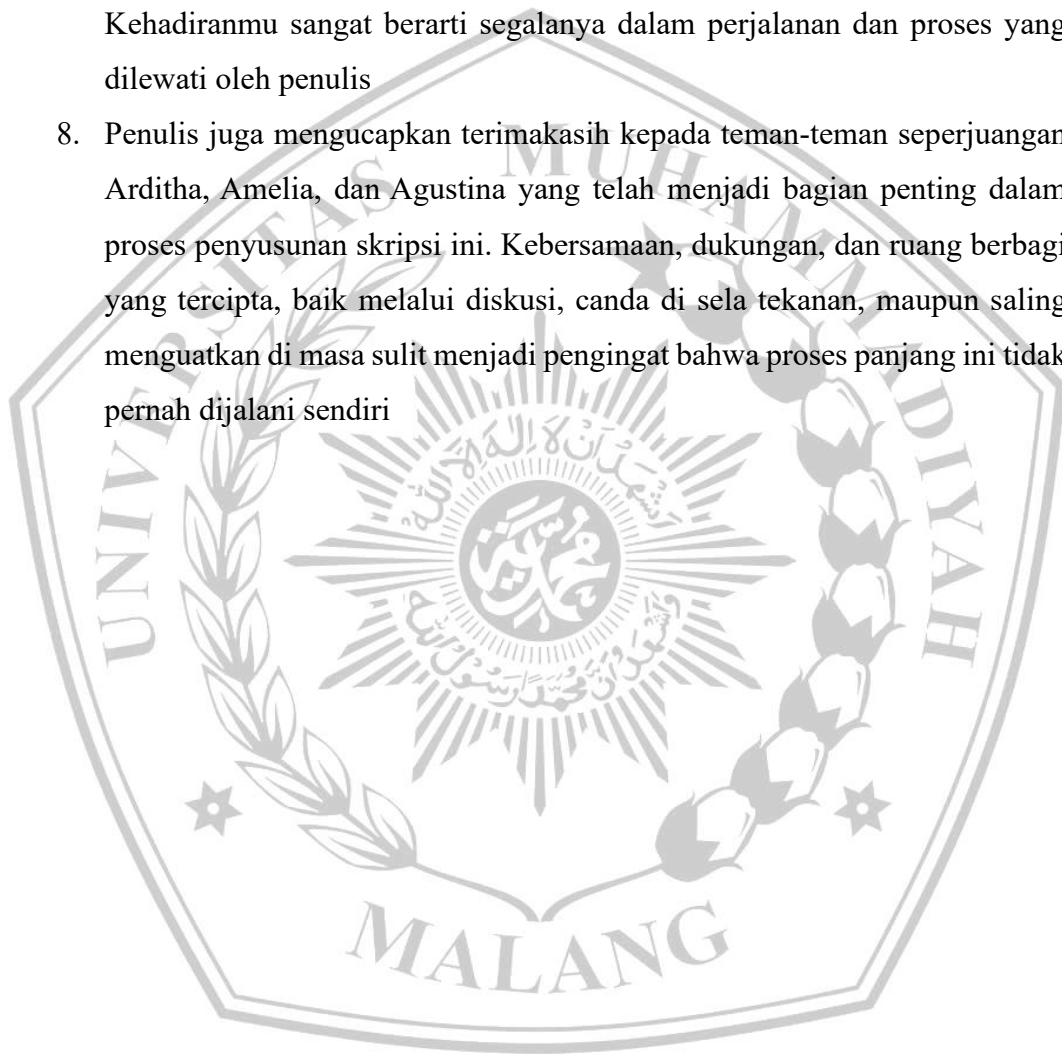 Kehadiranmu sangat berarti segalanya dalam perjalanan dan proses yang
dilewati oleh penulis
8. Penulis juga mengucapkan terimakasih kepada teman-teman seperjuangan
Arditha, Amelia, dan Agustina yang telah menjadi bagian penting dalam
proses penyusunan skripsi ini. Kebersamaan, dukungan, dan ruang berbagi
yang tercipta, baik melalui diskusi, canda di sela tekanan, maupun saling
menguatkan di masa sulit menjadi pengingat bahwa proses panjang ini tidak
pernah dijalani sendiri
UNIVERSITAS MUHAMMADIYAH
MALANG